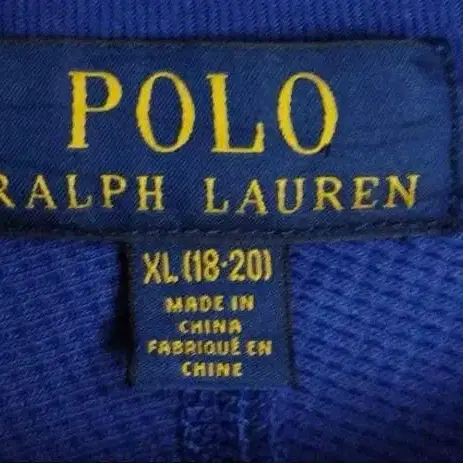 POLO
RALPH LAUREN
XL (18-20)
MADE IN
CHINA
FABRIQUÉ EN
CHINE